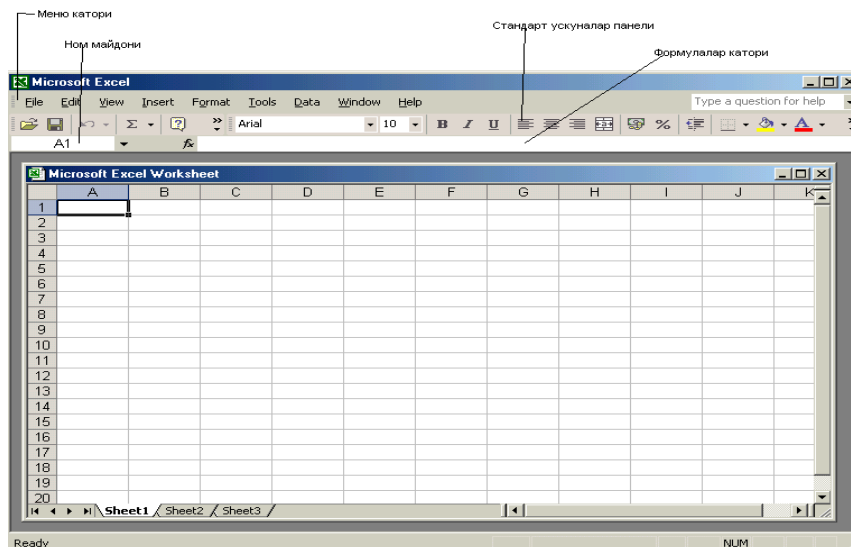 Меню катори
Стандарт ускуналар панели
Ном майдони
Формулалар катори
Microsoft Excel
File Edit View Insert Format Tools Data Window Help Type a question for help
Arial 10 B I U %
A1 fx
Microsoft Excel Worksheet
A B C D E F G H I J K
1
2
3
4
5
6
7
8
9
10
11
12
13
14
15
16
17
18
19
20
Sheet1 Sheet2 Sheet3
Ready NUM